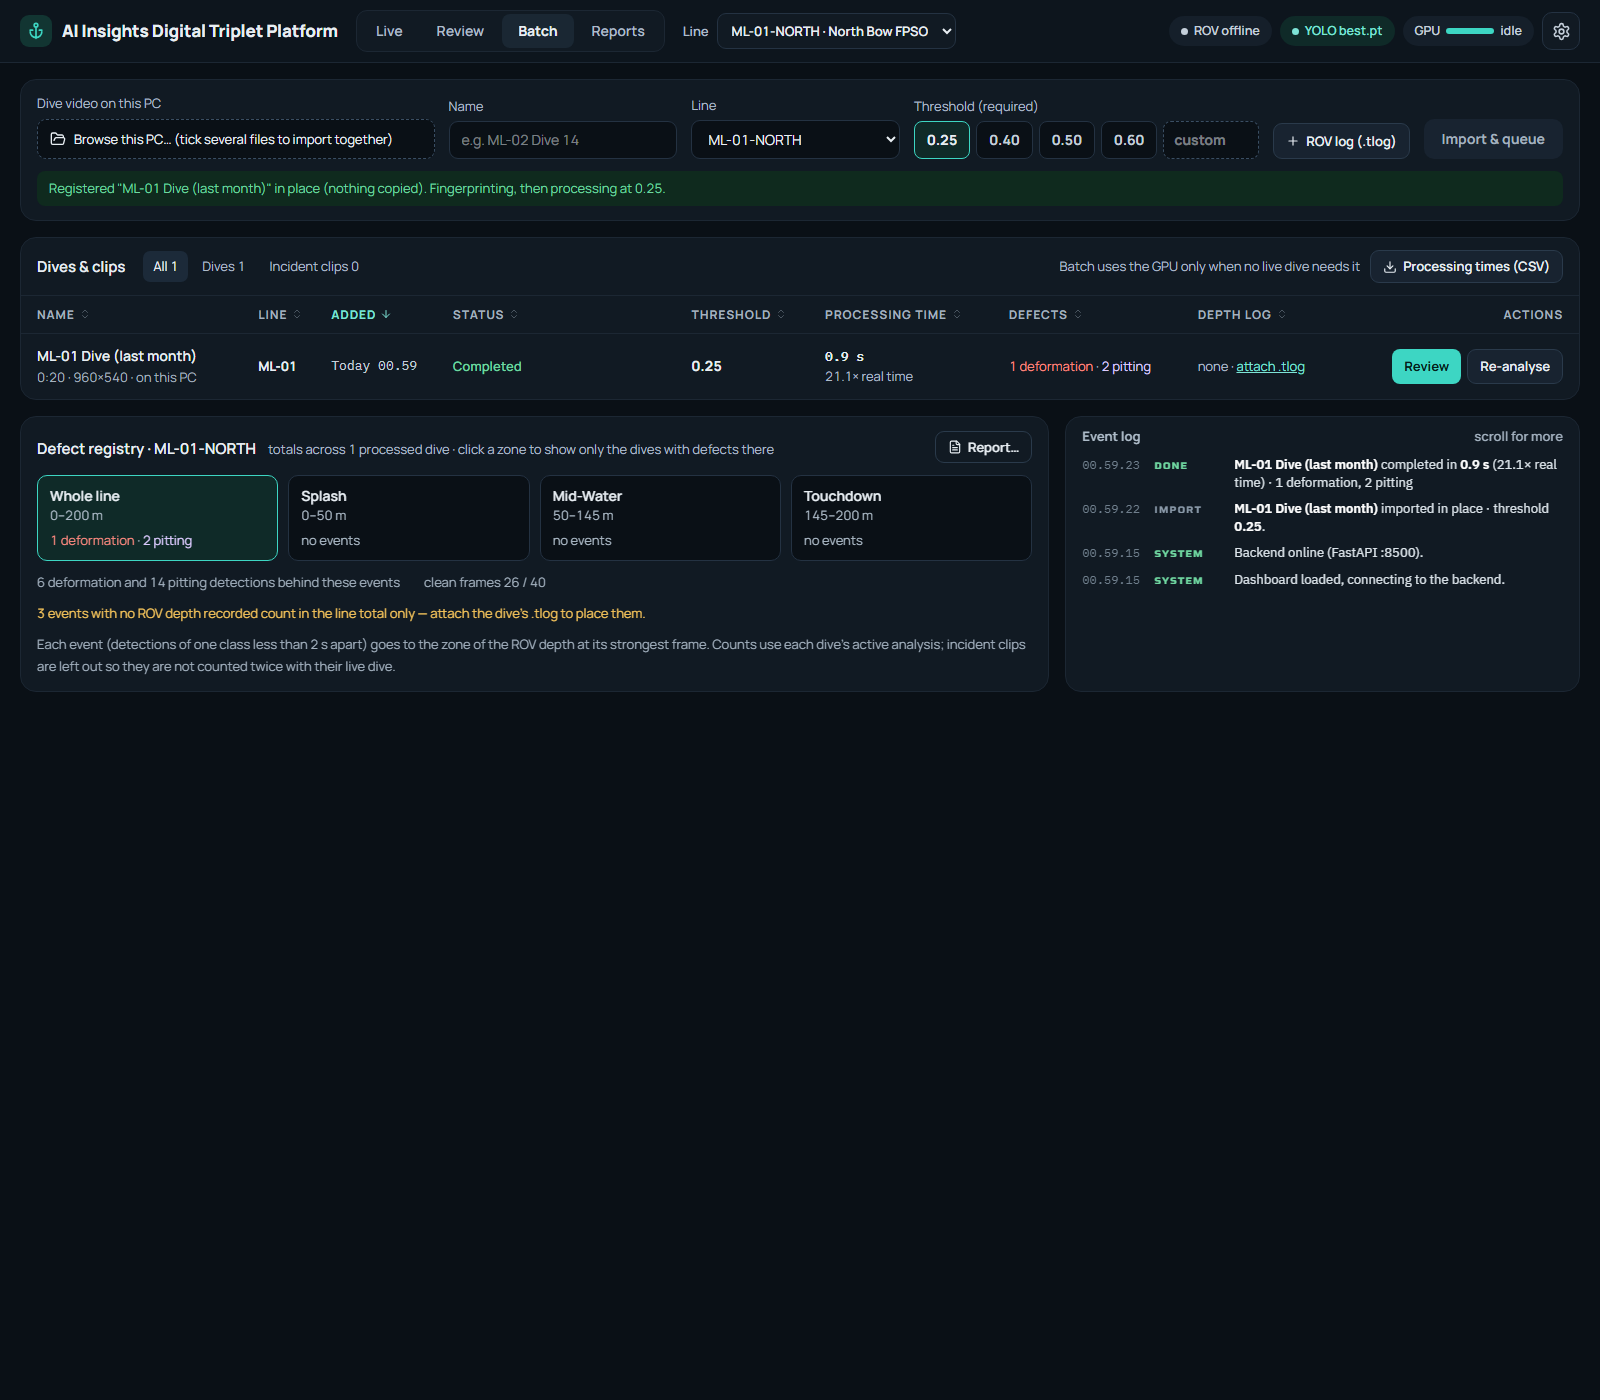 AI Insights Digital Triplet Platform
Live Review Batch Reports
Line ML-01-NORTH · North Bow FPSO
ROV offline YOLO best.pt GPU idle
Dive video on this PC Name Line Threshold (required)
Browse this PC… (tick several files to import together) e.g. ML-02 Dive 14 ML-01-NORTH 0.25 0.40 0.50 0.60 custom + ROV log (.tlog) Import & queue
Registered "ML-01 Dive (last month)" in place (nothing copied). Fingerprinting, then processing at 0.25.
Dives & clips All 1 Dives 1 Incident clips 0 Batch uses the GPU only when no live dive needs it Processing times (CSV)
NAME LINE ADDED ↓ STATUS THRESHOLD PROCESSING TIME DEFECTS DEPTH LOG ACTIONS
ML-01 Dive (last month) ML-01 Today 00.59 Completed 0.25 0.9 s 1 deformation · 2 pitting none · attach .tlog Review Re-analyse
0:20 · 960×540 · on this PC 21.1× real time
Defect registry · ML-01-NORTH totals across 1 processed dive · click a zone to show only the dives with defects there Report…
Whole line
0–200 m
1 deformation · 2 pitting
Splash
0–50 m
no events
Mid-Water
50–145 m
no events
Touchdown
145–200 m
no events
6 deformation and 14 pitting detections behind these events clean frames 26 / 40
3 events with no ROV depth recorded count in the line total only — attach the dive's .tlog to place them.
Each event (detections of one class less than 2 s apart) goes to the zone of the ROV depth at its strongest frame. Counts use each dive's active analysis; incident clips
are left out so they are not counted twice with their live dive.
Event log scroll for more
00.59.23 DONE ML-01 Dive (last month) completed in 0.9 s (21.1× real
time) · 1 deformation, 2 pitting
00.59.22 IMPORT ML-01 Dive (last month) imported in place · threshold
0.25.
00.59.15 SYSTEM Backend online (FastAPI :8500).
00.59.15 SYSTEM Dashboard loaded, connecting to the backend.